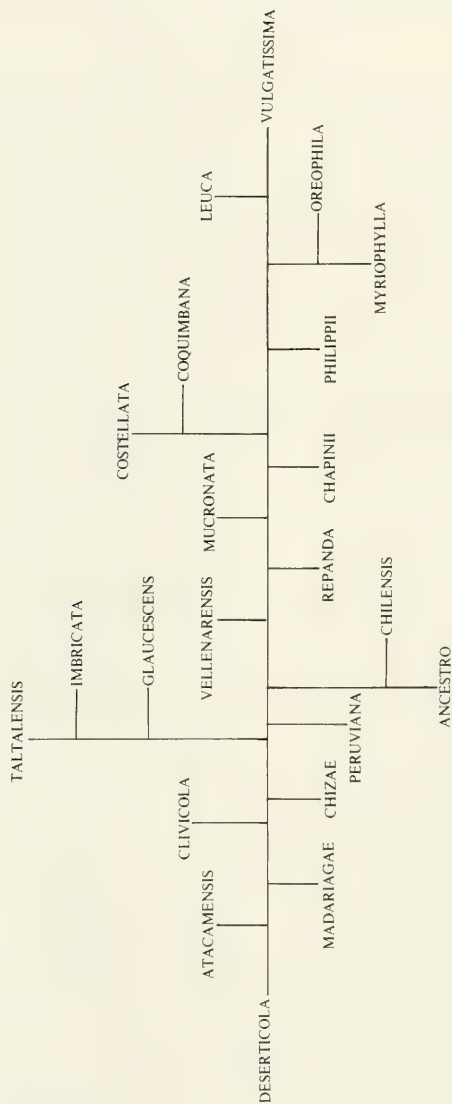 TALTALENSIS
IMBRICATA
GLAUCESCENS
COSTELLATA
COQUIMBANA
CLIVICOLA
ATACAMENSIS
VELLENARENSIS
MUCRONATA
LEUCA
DESERTICOLA
VULGATISSIMA
MADARIAGAE
CHIZAE
PERUVIANA
REPANDA
CHAPINII
PHILIPPII
OREOPHILA
MYRIOPHYLLA
CHILENSIS
ANCESTRO